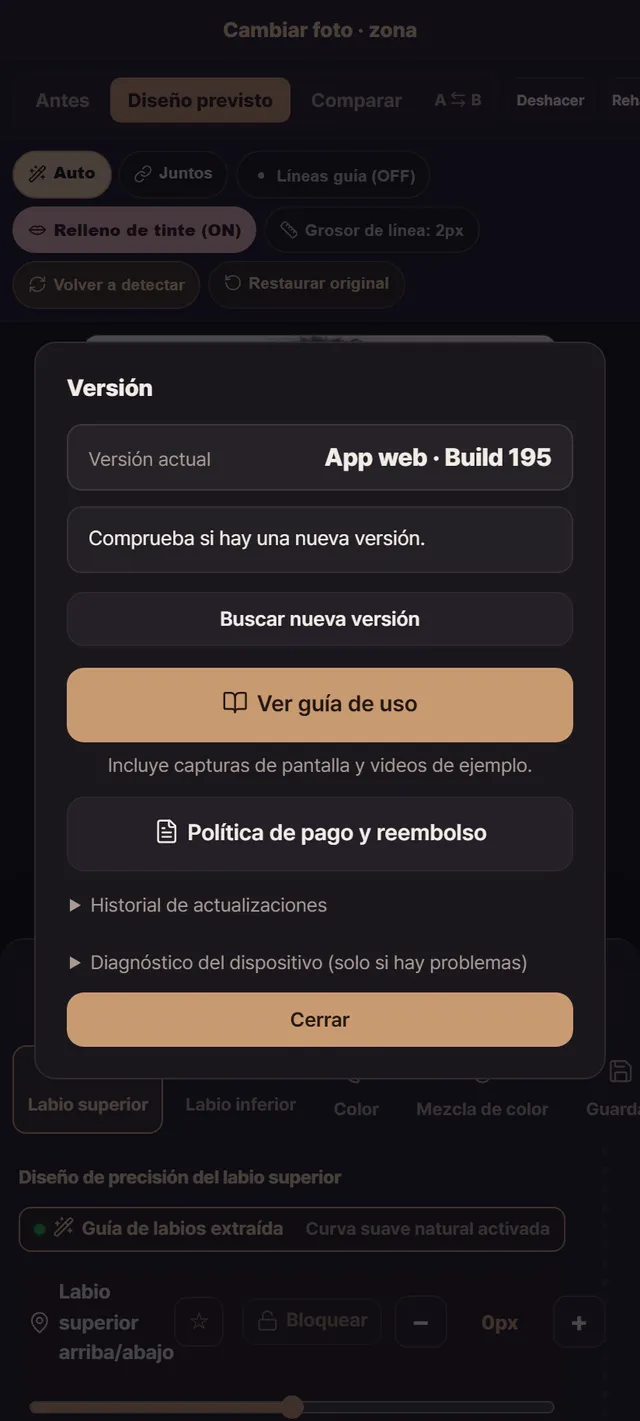 Cambiar foto · zona
Antes
Diseño previsto
Comparar
A ⇆ B
Deshacer
Reh
Auto
Juntos
• Líneas guía (OFF)
Relleno de tinte (ON)
Grosor de línea: 2px
Volver a detectar
Restaurar original
Versión
Versión actual
App web · Build 195
Comprueba si hay una nueva versión.
Buscar nueva versión
Ver guía de uso
Incluye capturas de pantalla y videos de ejemplo.
Política de pago y reembolso
▶ Historial de actualizaciones
▶ Diagnóstico del dispositivo (solo si hay problemas)
Cerrar
Labio superior
Labio inferior
Color
Mezcla de color
Guarda
Diseño de precisión del labio superior
Guía de labios extraída
Curva suave natural activada
Labio
superior
arriba/abajo
☆
Bloquear
−
0px
+